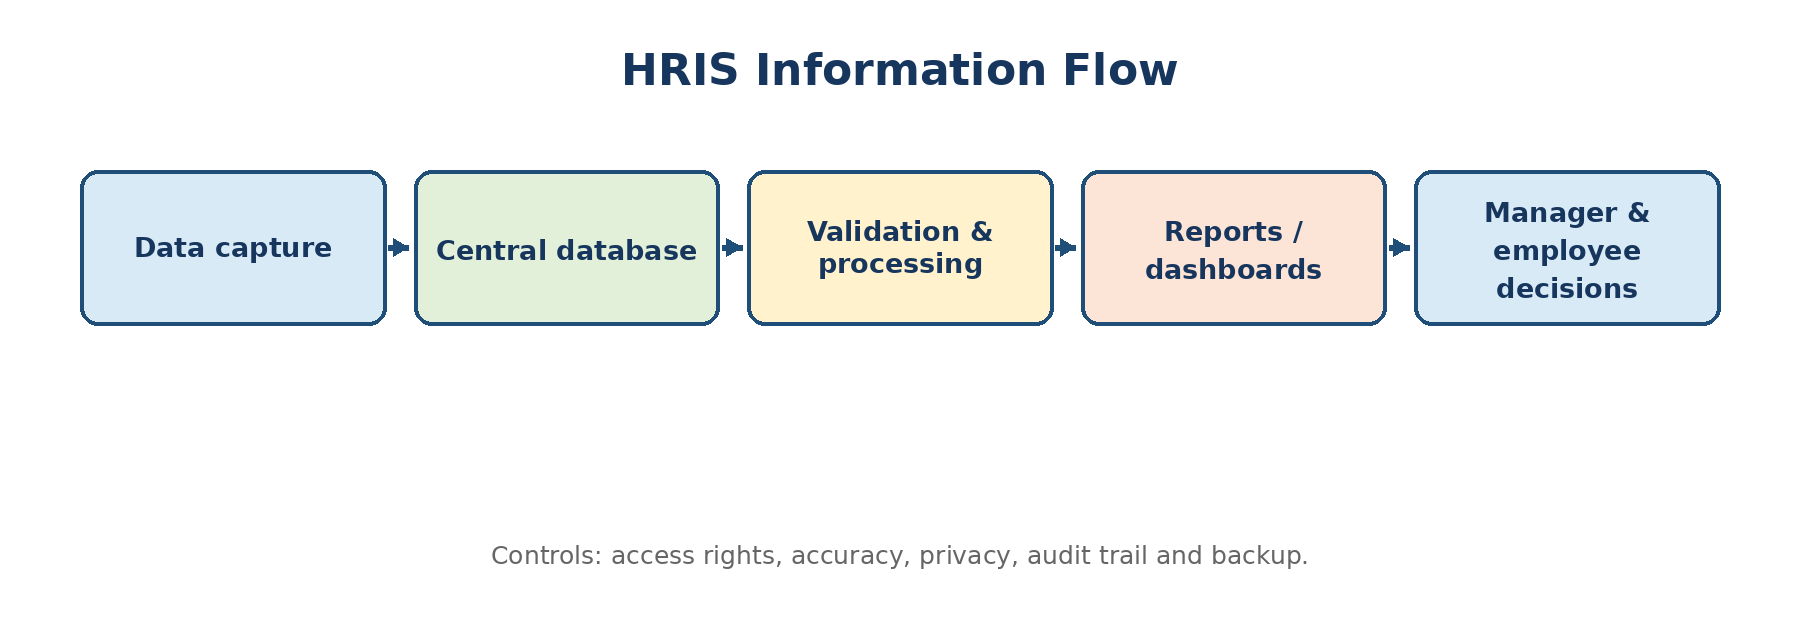 HRIS Information Flow
Data capture
Central database
Validation &
processing
Reports /
dashboards
Manager &
employee
decisions
Controls: access rights, accuracy, privacy, audit trail and backup.